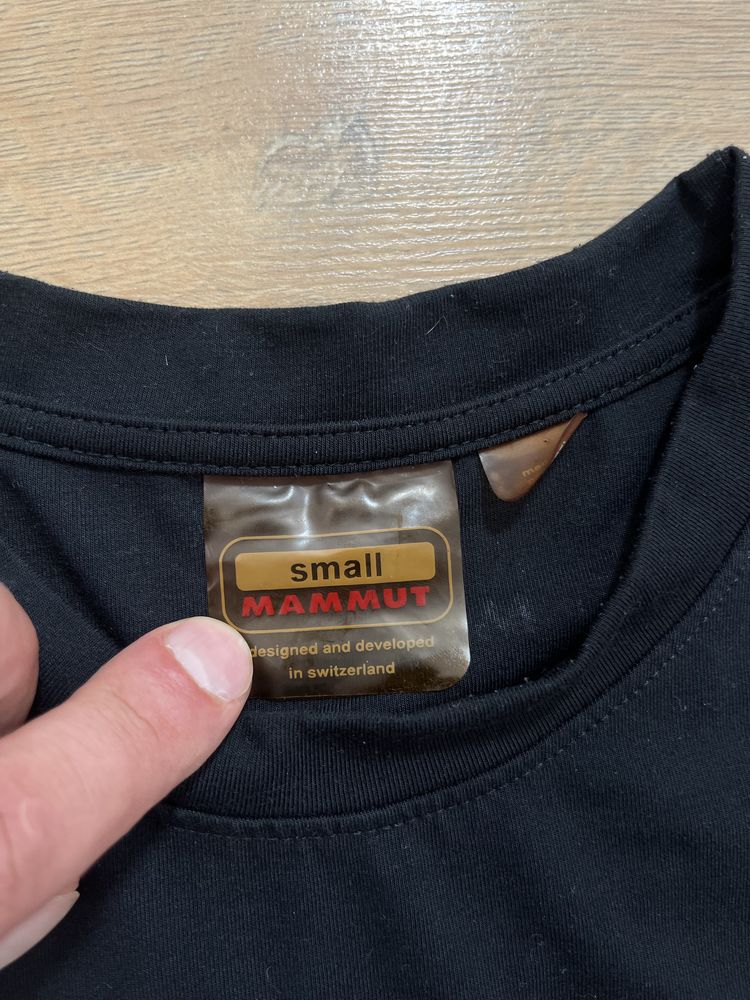 small
MAMMUT
designed and developed
in switzerland